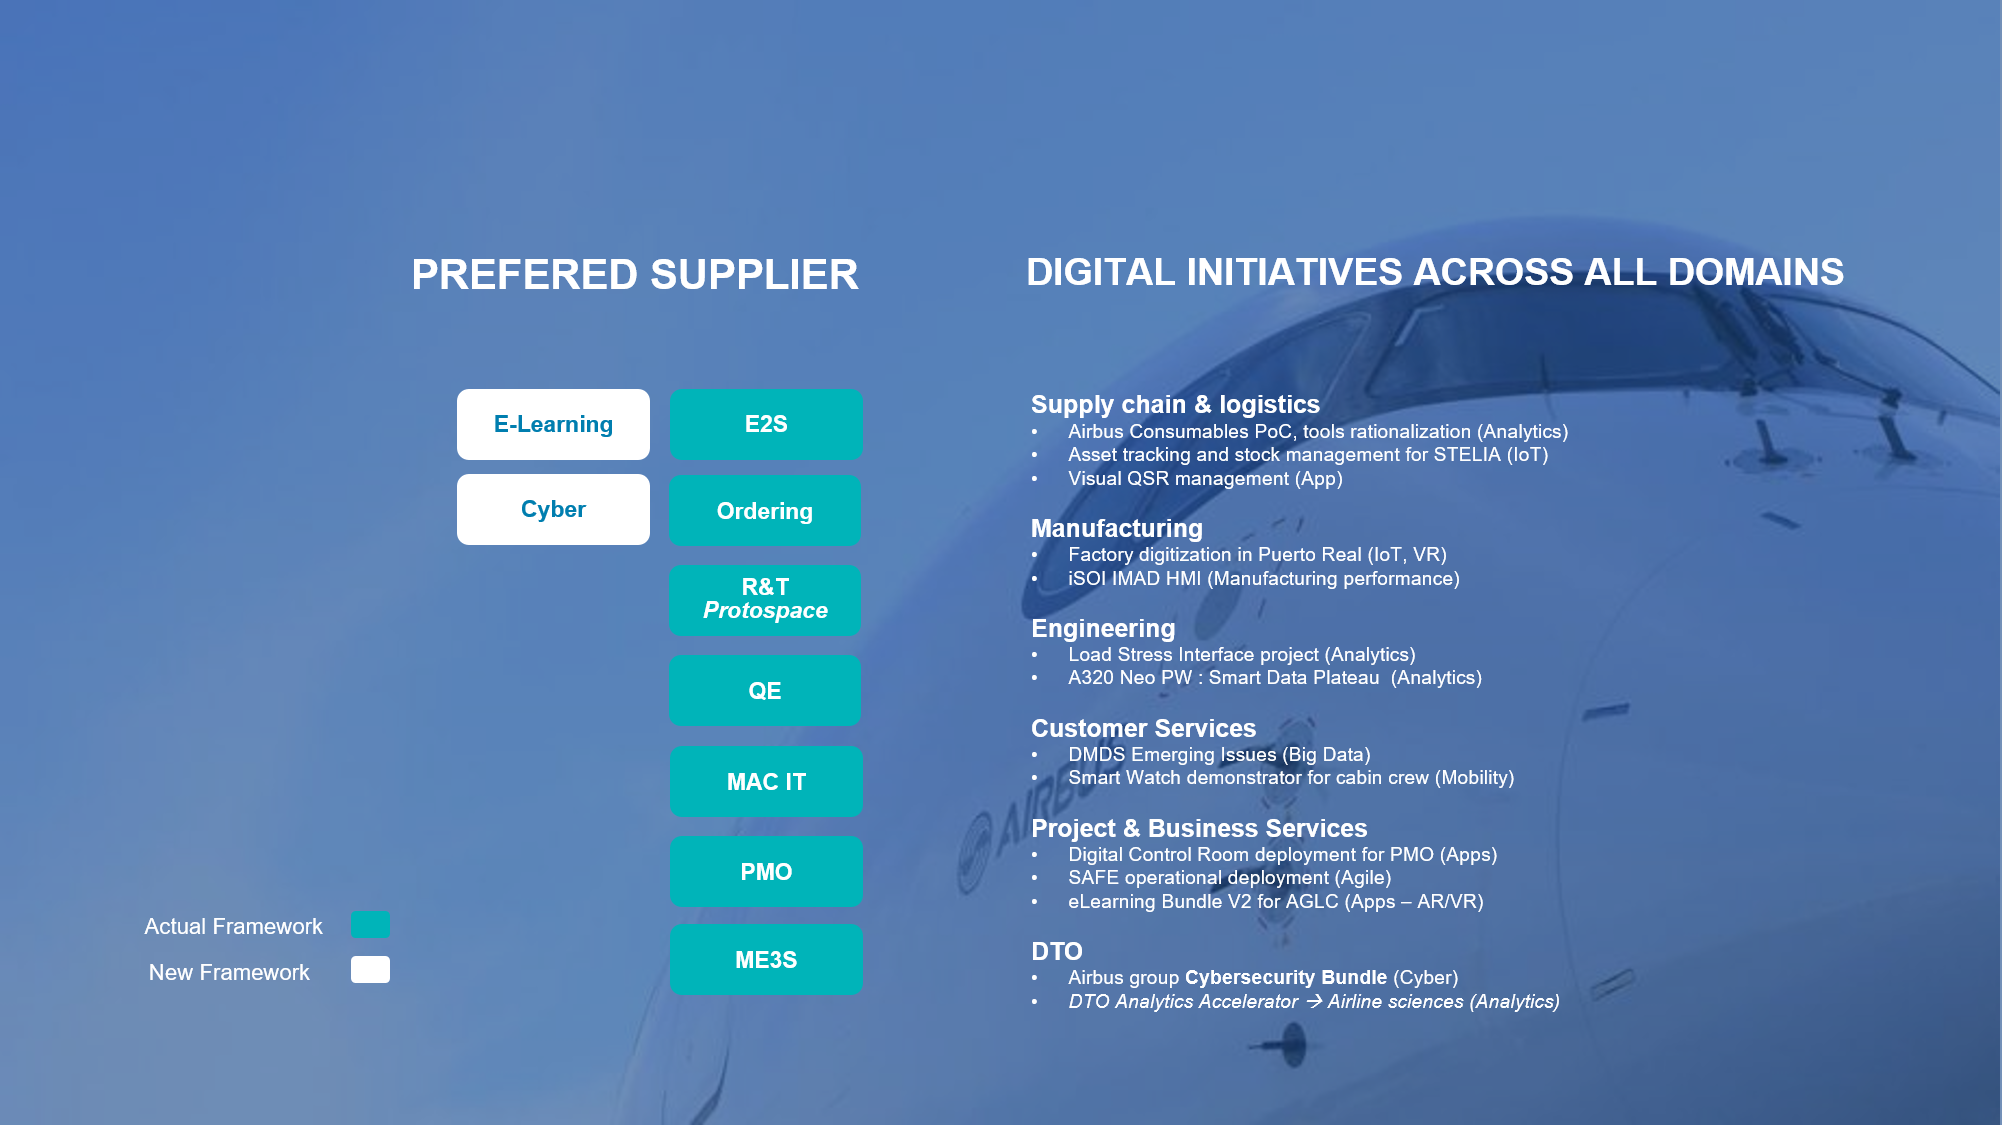 PREFERED SUPPLIER
E-Learning
E2S
Cyber
Ordering
R&T
Protospace
QE
MAC IT
PMO
ME3S
Actual Framework
New Framework
DIGITAL INITIATIVES ACROSS ALL DOMAINS
Supply chain & logistics
• Airbus Consumables PoC, tools rationalization (Analytics)
• Asset tracking and stock management for STELIA (IoT)
• Visual QSR management (App)
Manufacturing
• Factory digitization in Puerto Real (IoT, VR)
• iSOI IMAD HMI (Manufacturing performance)
Engineering
• Load Stress Interface project (Analytics)
• A320 Neo PW : Smart Data Plateau (Analytics)
Customer Services
• DMDS Emerging Issues (Big Data)
• Smart Watch demonstrator for cabin crew (Mobility)
Project & Business Services
• Digital Control Room deployment for PMO (Apps)
• SAFE operational deployment (Agile)
• eLearning Bundle V2 for AGLC (Apps – AR/VR)
DTO
• Airbus group Cybersecurity Bundle (Cyber)
• DTO Analytics Accelerator → Airline sciences (Analytics)
AIRBUS